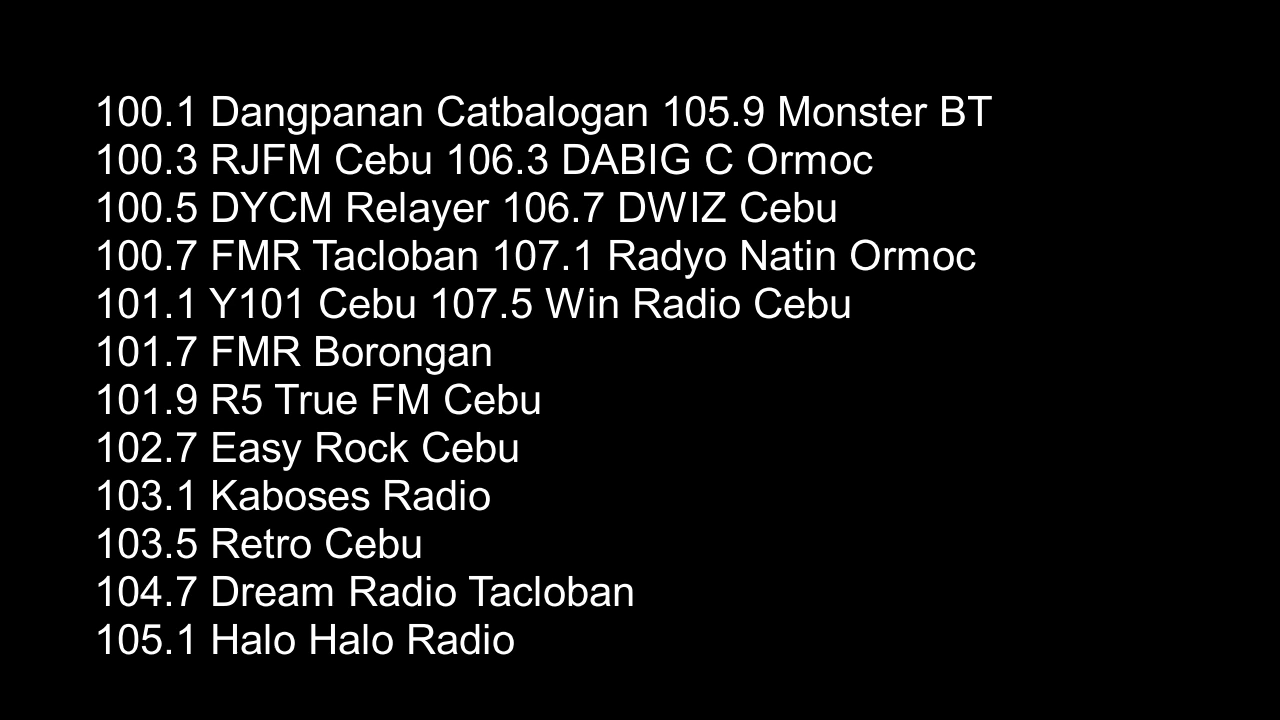 100.1 Dangpanan Catbalogan 105.9 Monster BT
100.3 RJFM Cebu 106.3 DABIG C Ormoc
100.5 DYCM Relayer 106.7 DWIZ Cebu
100.7 FMR Tacloban 107.1 Radyo Natin Ormoc
101.1 Y101 Cebu 107.5 Win Radio Cebu
101.7 FMR Borongan
101.9 R5 True FM Cebu
102.7 Easy Rock Cebu
103.1 Kaboses Radio
103.5 Retro Cebu
104.7 Dream Radio Tacloban
105.1 Halo Halo Radio